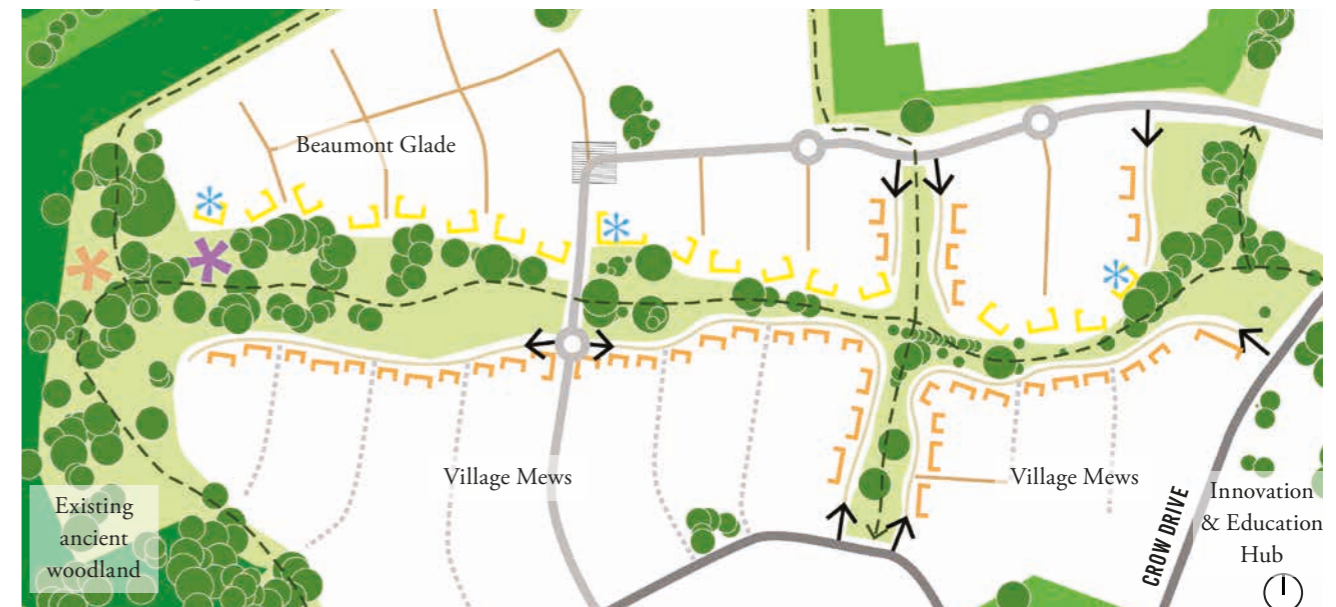 Beaumont Glade
Village Mews
Village Mews
Existing
ancient
woodland
CROW DRIVE
Innovation
& Education
Hub